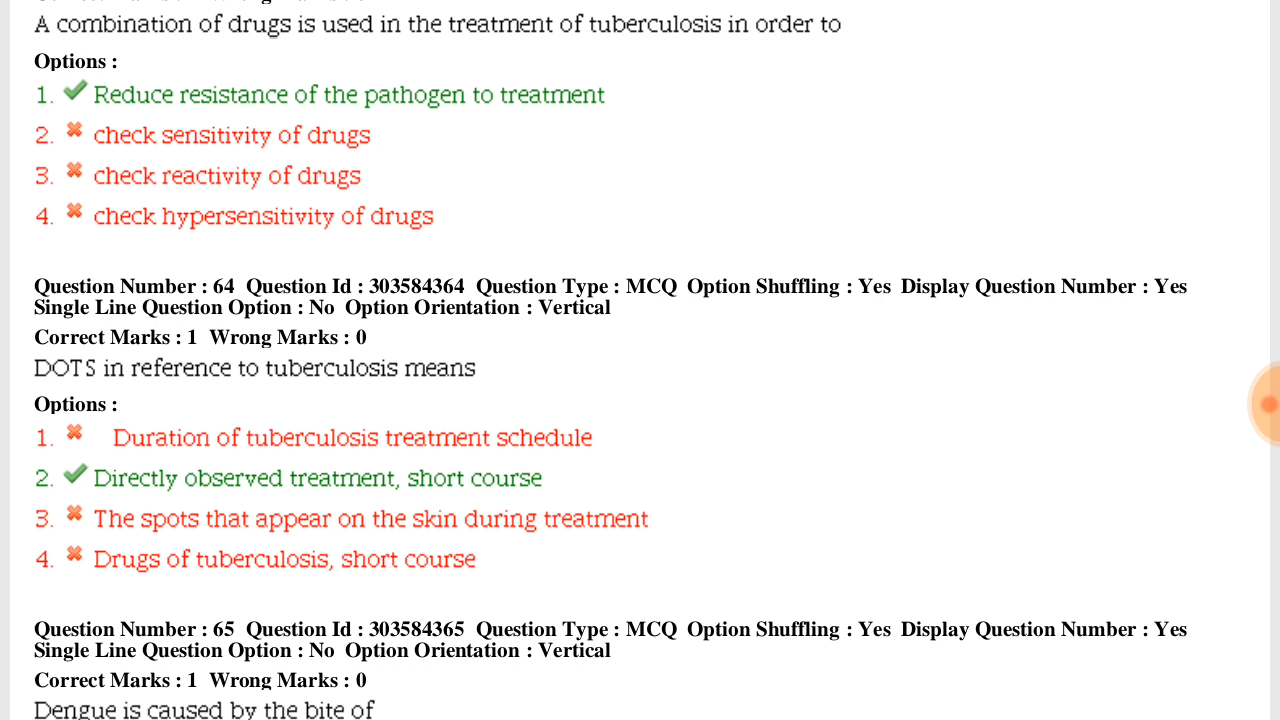 A combination of drugs is used in the treatment of tuberculosis in order to
Options :
1. Reduce resistance of the pathogen to treatment
2. check sensitivity of drugs
3. check reactivity of drugs
4. check hypersensitivity of drugs
Question Number : 64 Question Id : 303584364 Question Type : MCQ Option Shuffling : Yes Display Question Number : Yes
Single Line Question Option : No Option Orientation : Vertical
Correct Marks : 1 Wrong Marks : 0
DOTS in reference to tuberculosis means
Options :
1. Duration of tuberculosis treatment schedule
2. Directly observed treatment, short course
3. The spots that appear on the skin during treatment
4. Drugs of tuberculosis, short course
Question Number : 65 Question Id : 303584365 Question Type : MCQ Option Shuffling : Yes Display Question Number : Yes
Single Line Question Option : No Option Orientation : Vertical
Correct Marks : 1 Wrong Marks : 0
Dengue is caused by the bite of